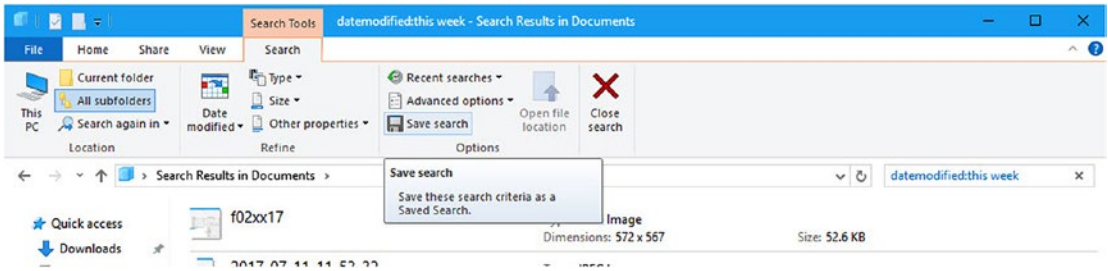 Search Tools
datemodified:this week - Search Results in Documents
File Home Share View Search
This PC
Current folder
All subfolders
Search again in
Location
Date modified
Type
Size
Other properties
Refine
Recent searches
Advanced options
Save search
Options
Open file location
Close search
Search Results in Documents
datemodified:this week
Save search
Save these search criteria as a
Saved Search.
Quick access
Downloads
f02xx17
Image
Dimensions: 572 x 567
Size: 52.6 KB